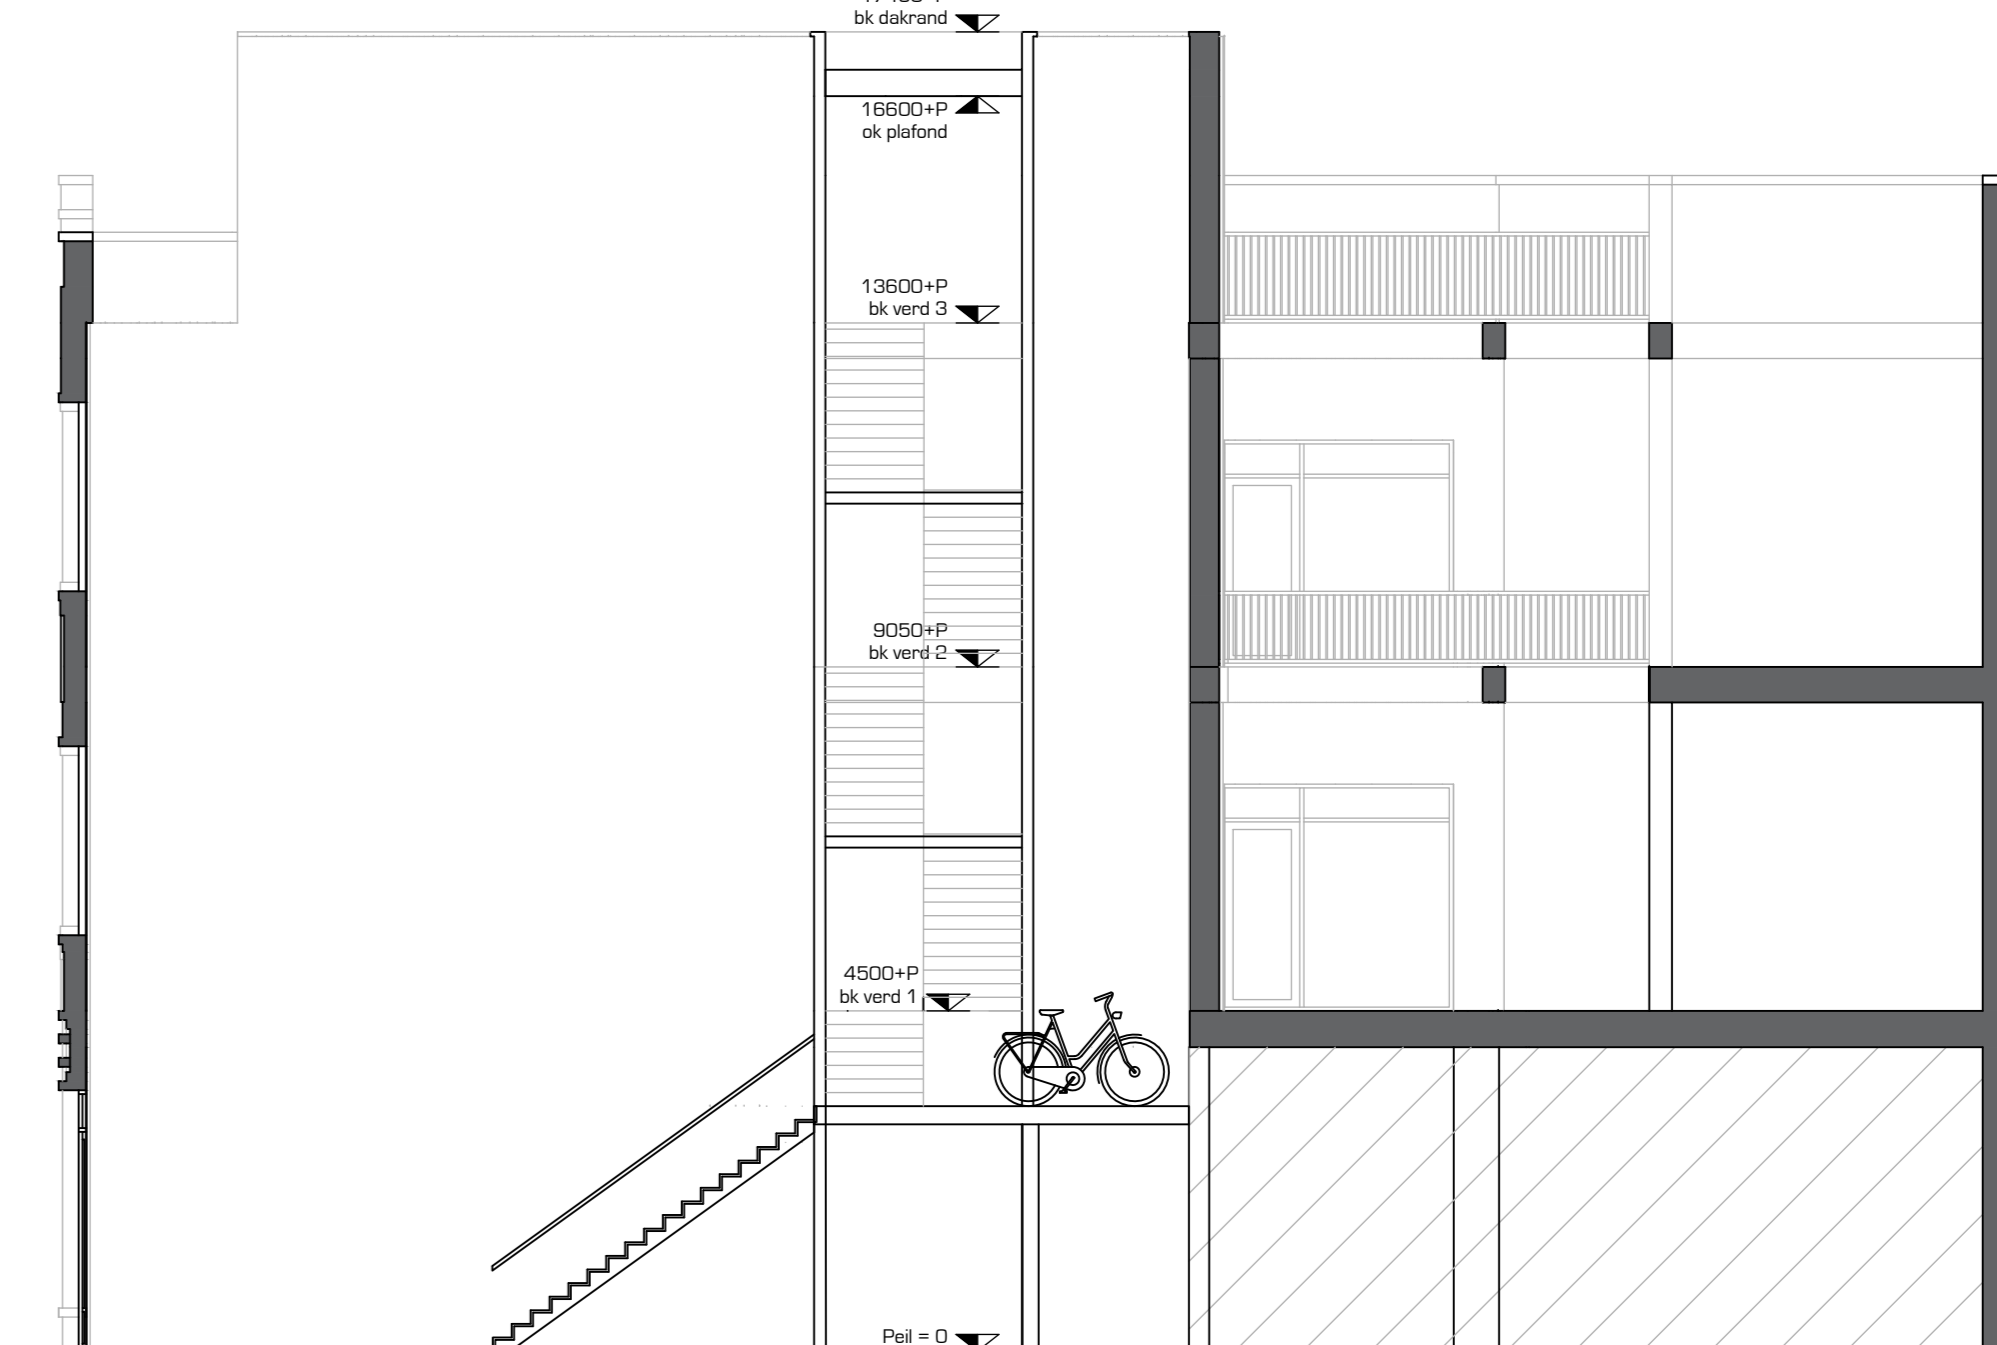 bk dakrand
16600+P
ok plafond
13600+P
bk verd 3
9050+P
bk verd 2
4500+P
bk verd 1
Peil = 0